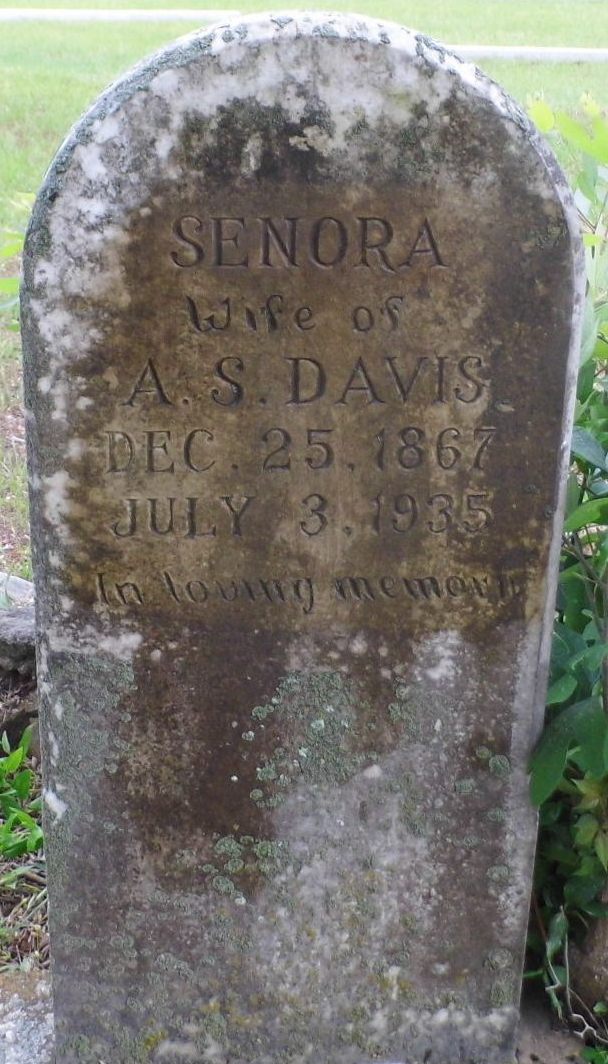 SENORA
Wife of
A. S. DAVIS
DEC. 25, 1867
JULY 3, 1935
In loving memory